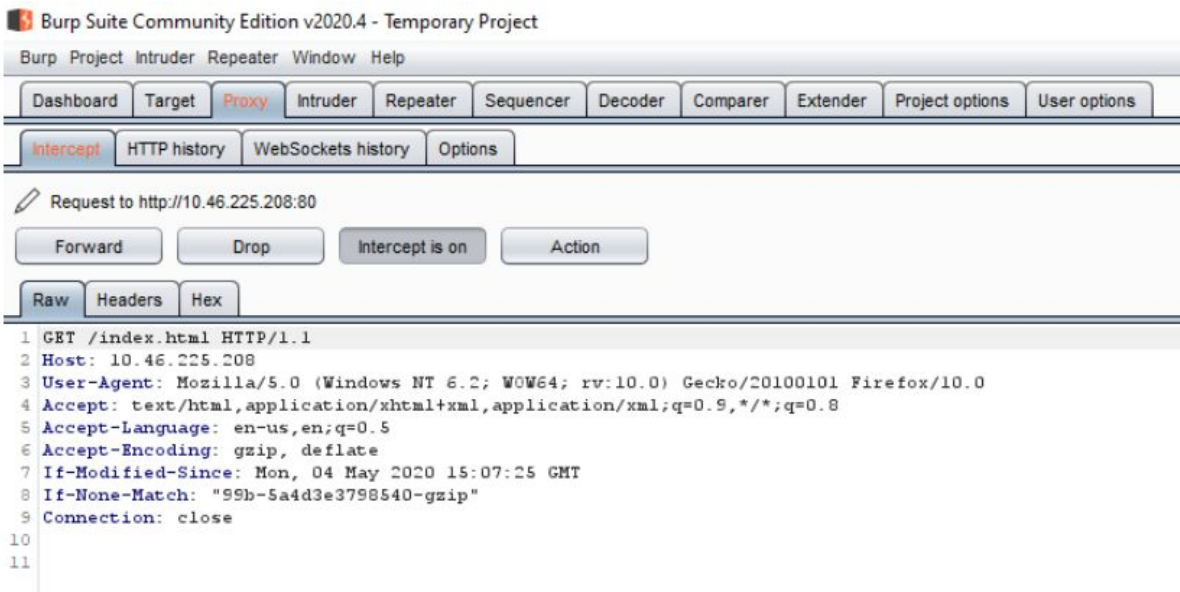 Burp Suite Community Edition v2020.4 - Temporary Project
Burp Project Intruder Repeater Window Help
Dashboard Target Proxy Intruder Repeater Sequencer Decoder Comparer Extender Project options User options
Intercept HTTP history WebSockets history Options
Request to http://10.46.225.208:80
Forward Drop Intercept is on Action
Raw Headers Hex
1 GET /index.html HTTP/1.1
2 Host: 10.46.225.208
3 User-Agent: Mozilla/5.0 (Windows NT 6.2; WOW64; rv:10.0) Gecko/20100101 Firefox/10.0
4 Accept: text/html,application/xhtml+xml,application/xml;q=0.9,*/*;q=0.8
5 Accept-Language: en-us,en;q=0.5
6 Accept-Encoding: gzip, deflate
7 If-Modified-Since: Mon, 04 May 2020 15:07:25 GMT
8 If-None-Match: "99b-5a4d3e3798540-gzip"
9 Connection: close
10
11